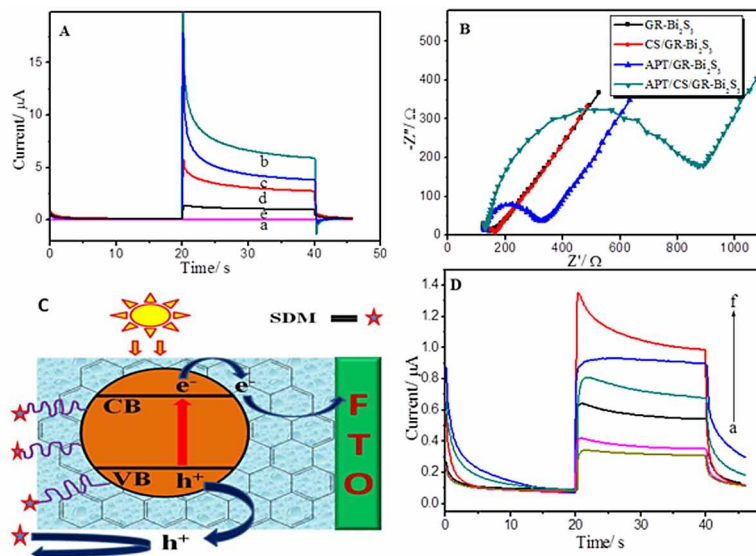 A
Current/ μA
15
10
5
0
b
c
d
e
a
0 10 20 30 40 50
Time/ s
B
GR-Bi₂S₃
CS/GR-Bi₂S₃
APT/GR-Bi₂S₃
APT/CS/GR-Bi₂S₃
-Z"/ Ω
500
400
300
200
100
0
0 200 400 600 800 1000
Z'/ Ω
C
SDM
e⁻ e⁻
CB
VB h⁺
h⁺
FTO
D
Current/ μA
1.4
1.2
1.0
0.8
0.6
0.4
0.2
0.0
f
a
0 10 20 30 40
Time/ s